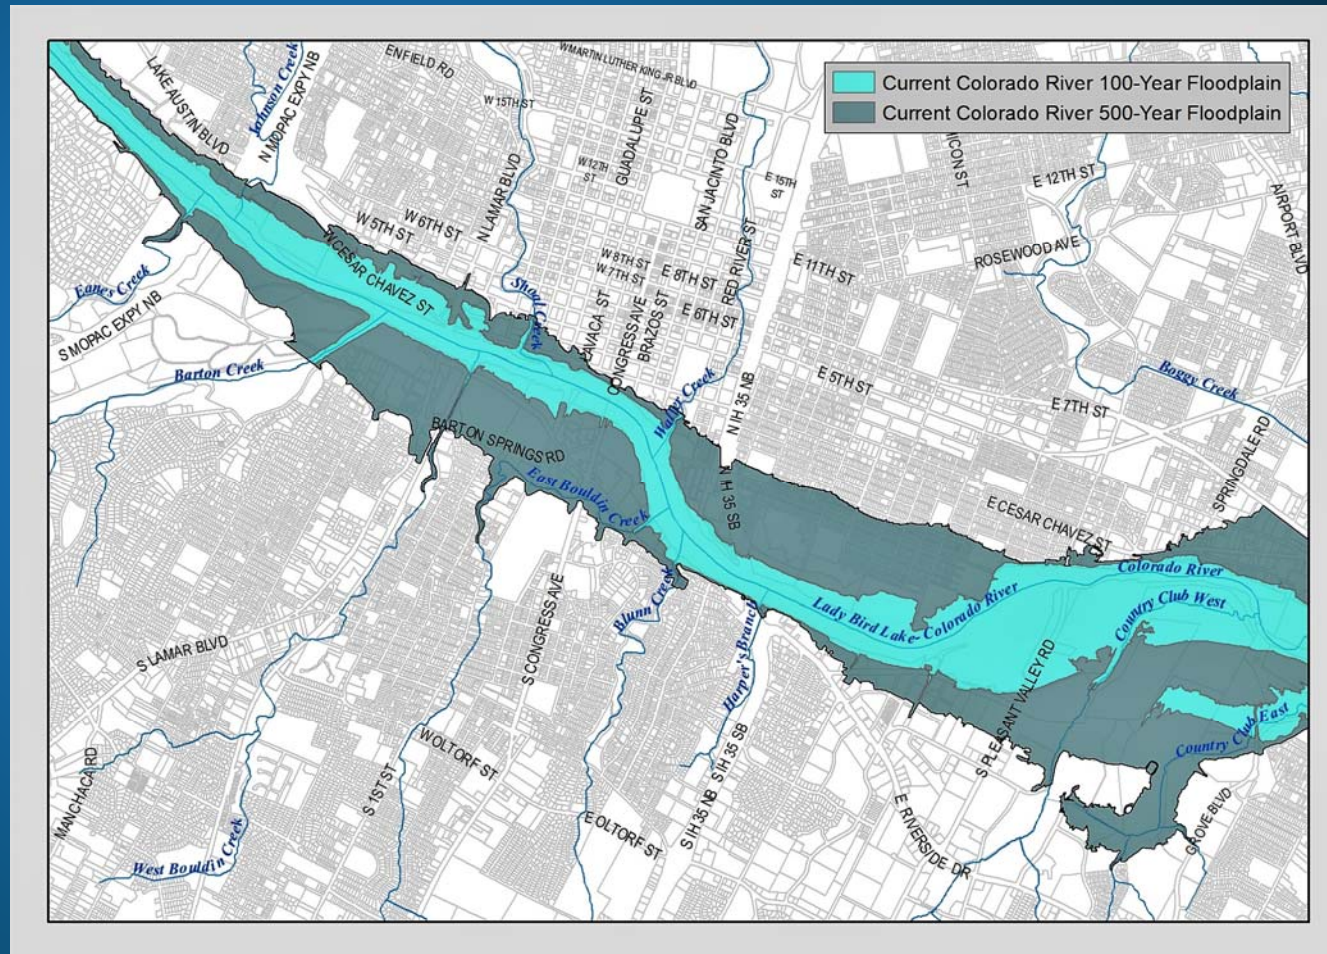 Current Colorado River 100-Year Floodplain
Current Colorado River 500-Year Floodplain
LAKE AUSTIN BLVD
Johnson Creek
N MOPAC EXPY NB
ENFIELD RD
W MARTIN LUTHER KING JR BLVD
W 15TH ST
GUADALUPE ST
W 12TH
ST
SAN JACINTO BLVD
E 15TH
ST
E 12TH ST
AIRPORT BLVD
ROSEWOOD AVE
N LAMAR BLVD
W 6TH ST
W 5TH ST
W CESAR CHAVEZ ST
W 8TH ST
W 7TH ST
E 8TH ST
E 6TH ST
RED RIVER ST
E 11TH ST
Shoal Creek
BRAZOS ST
Eanes Creek
S MOPAC EXPY NB
Barton Creek
Waller Creek
N IH 35 NB
E 5TH ST
E 7TH ST
Boggy Creek
SPRINGDALE RD
BARTON SPRINGS RD
East Bouldin Creek
N IH 35 SB
E CESAR CHAVEZ ST
Colorado River
Country Club West
Lady Bird Lake-Colorado River
Blunn Creek
Harper's Branch
S CONGRESS AVE
S LAMAR BLVD
S PLEASANT VALLEY RD
Country Club East
MANCHACA RD
S 1ST ST
W OLTORF ST
S IH 35 SB
S IH 35 NB
E OLTORF ST
E RIVERSIDE DR
GROVE BLVD
West Bouldin Creek